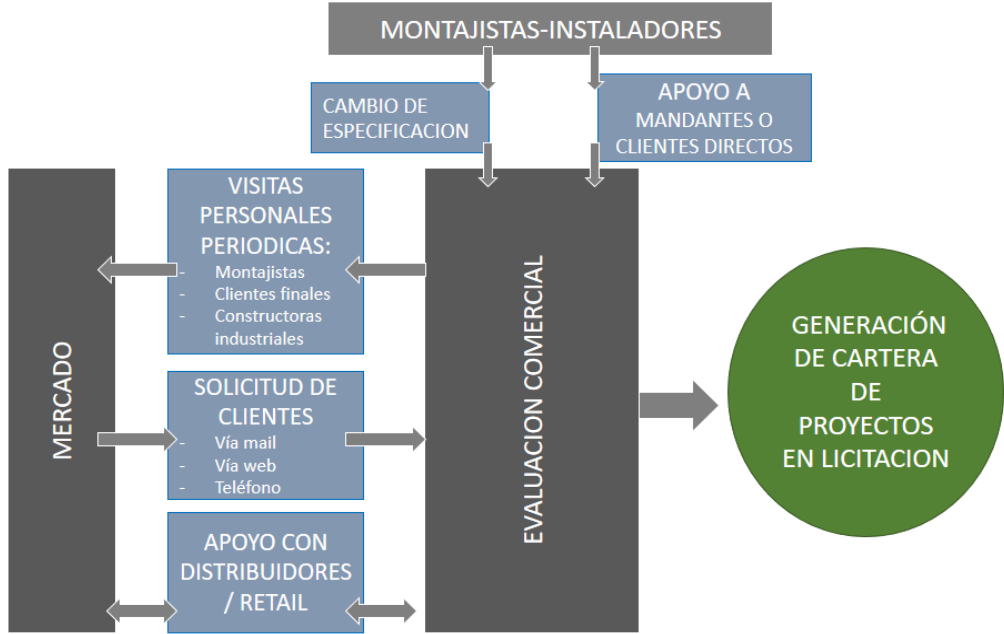 MONTAJISTAS-INSTALADORES
CAMBIO DE
ESPECIFICACION
APOYO A
MANDANTES O
CLIENTES DIRECTOS
MERCADO
VISITAS
PERSONALES
PERIODICAS:
- Montajistas
- Clientes finales
- Constructoras
industriales
SOLICITUD DE
CLIENTES
- Vía mail
- Vía web
- Teléfono
APOYO CON
DISTRIBUIDORES
/ RETAIL
EVALUACION COMERCIAL
GENERACIÓN
DE CARTERA
DE
PROYECTOS
EN LICITACION